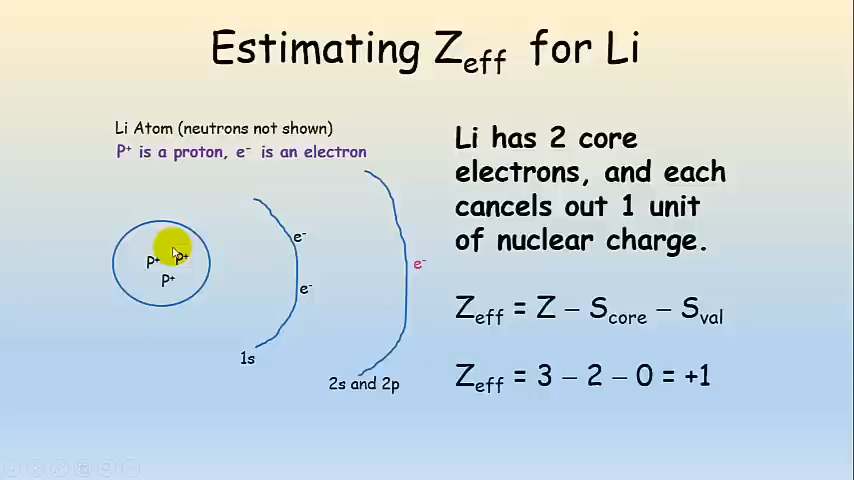 Estimating Zeff for Li
Li Atom (neutrons not shown)
P⁺ is a proton, e⁻ is an electron
Li has 2 core
electrons, and each
cancels out 1 unit
of nuclear charge.
e⁻
e⁻
P⁺ P⁺
P⁺
e⁻
1s
2s and 2p
Zeff = Z – Score – Sval
Zeff = 3 – 2 – 0 = +1